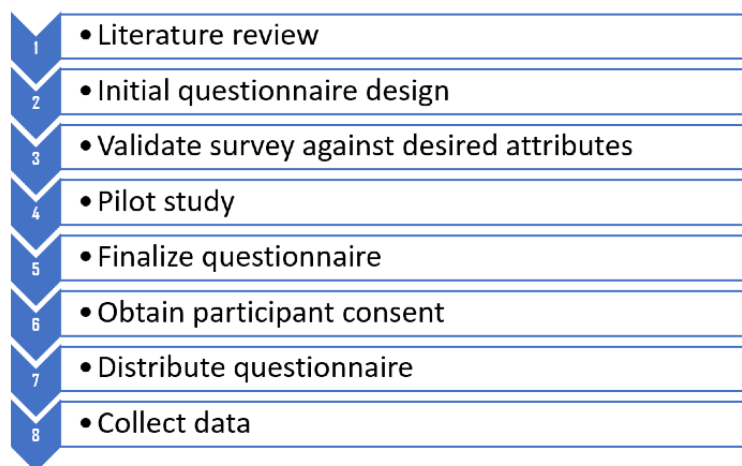 1 • Literature review
2 • Initial questionnaire design
3 • Validate survey against desired attributes
4 • Pilot study
5 • Finalize questionnaire
6 • Obtain participant consent
7 • Distribute questionnaire
8 • Collect data